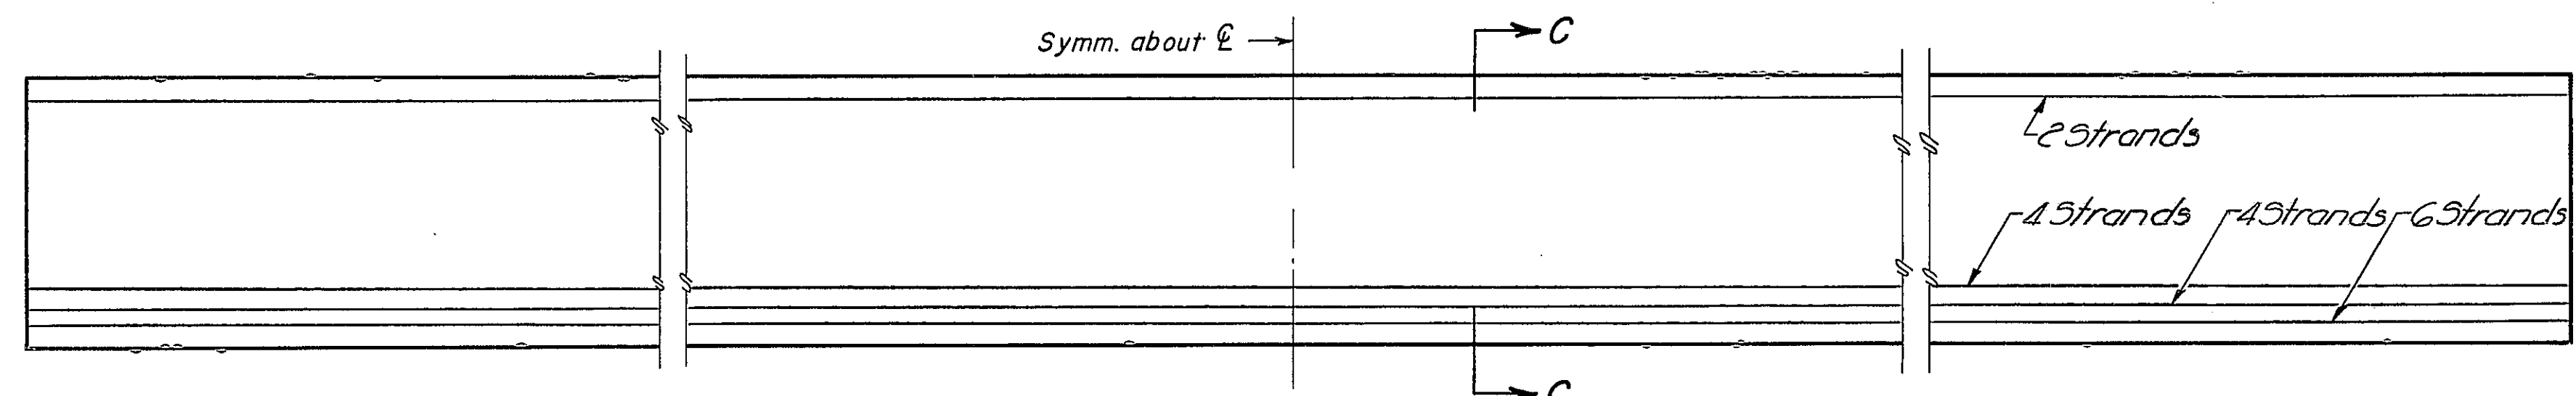 Symm. about ℄
C
2 Strands
4 Strands
4 Strands
6 Strands
C